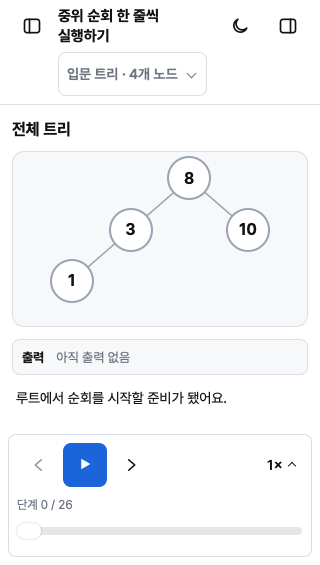 중위 순회 한 줄씩
실행하기
입문 트리 · 4개 노드
전체 트리
8
3
10
1
출력 아직 출력 없음
루트에서 순회를 시작할 준비가 됐어요.
1×
단계 0 / 26